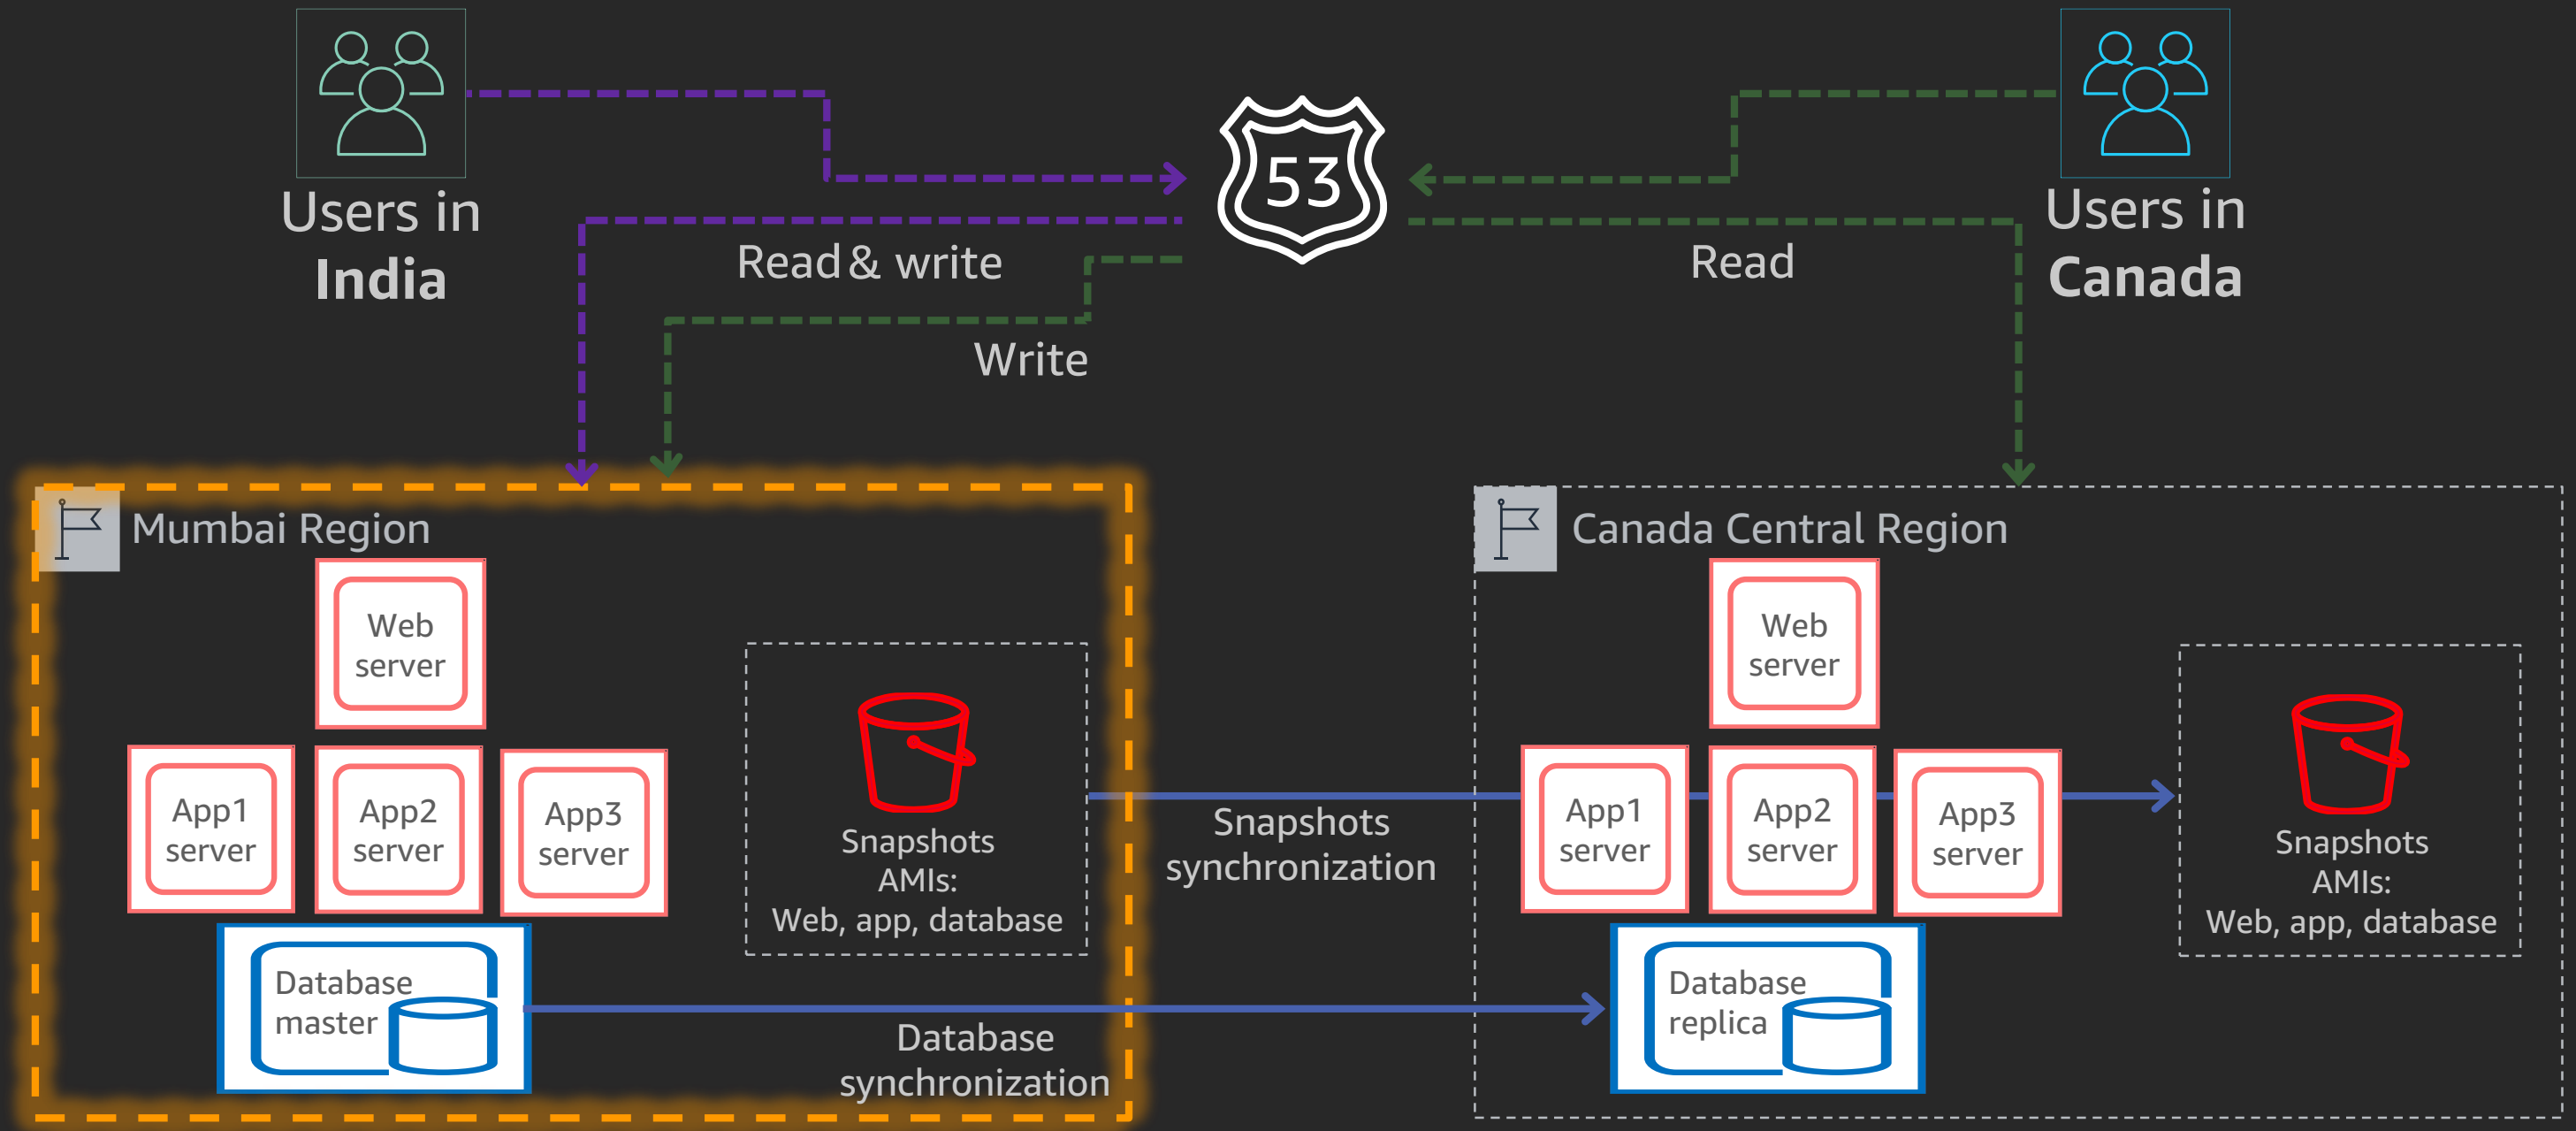 Users in
India
53
Users in
Canada
Read & write
Read
Write
Mumbai Region
Web
server
App1
server
App2
server
App3
server
Snapshots
AMIs:
Web, app, database
Database
master
Snapshots
synchronization
Database
synchronization
Canada Central Region
Web
server
App1
server
App2
server
App3
server
Snapshots
AMIs:
Web, app, database
Database
replica